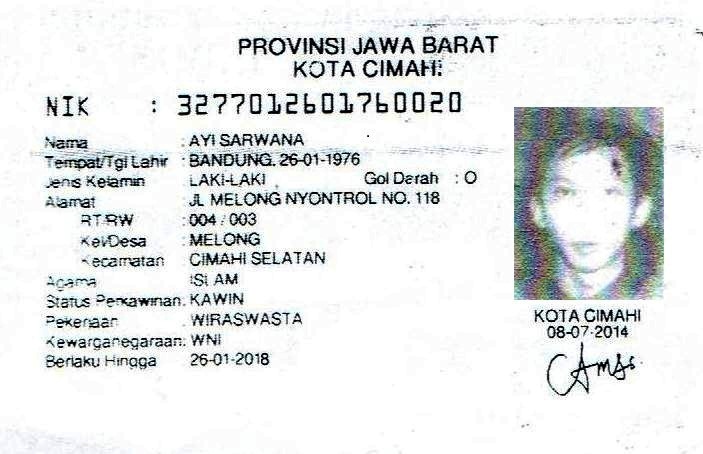 PROVINSI JAWA BARAT
KOTA CIMAHI
NIK : 3277012601760020
Nama : AYI SARWANA
Tempat/Tgl Lahir : BANDUNG, 26-01-1976
Jenis Kelamin : LAKI-LAKI Gol Darah : O
Alamat JL MELONG NYONTROL NO. 118
RT/RW : 004 / 003
Kel/Desa : MELONG
Kecamatan CIMAHI SELATAN
Agama ISLAM
Status Perkawinan: KAWIN
Pekerjaan : WIRASWASTA
Kewarganegaraan: WNI
Berlaku Hingga 26-01-2018
KOTA CIMAHI
08-07-2014